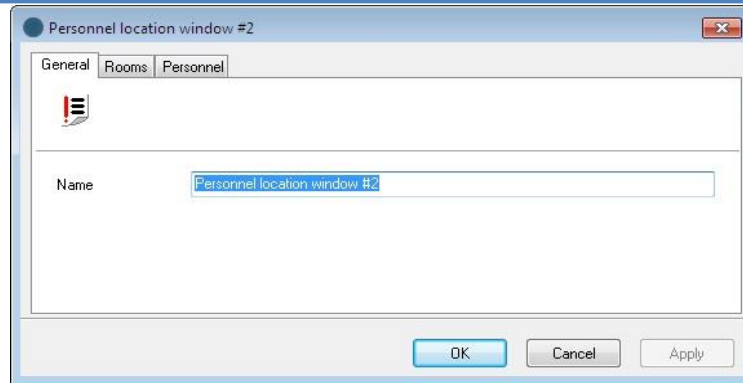 Personnel location window #2
General Rooms Personnel
Name Personnel location window #2
OK Cancel Apply